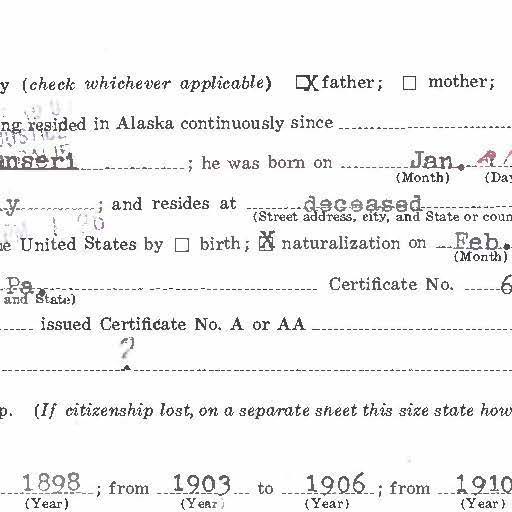 y (check whichever applicable) ☒ father; ☐ mother;
ng resided in Alaska continuously since
anseri ; he was born on Jan.
(Month) (Day
y ; and resides at deceased
(Street address, city, and State or coun
e United States by ☐ birth; ☒ naturalization on Feb.
(Month)
Pa. Certificate No. 6
and State)
issued Certificate No. A or AA
?
p. (If citizenship lost, on a separate sheet this size state how
1898 ; from 1903 to 1906 ; from 1910
(Year) (Year) (Year) (Year)